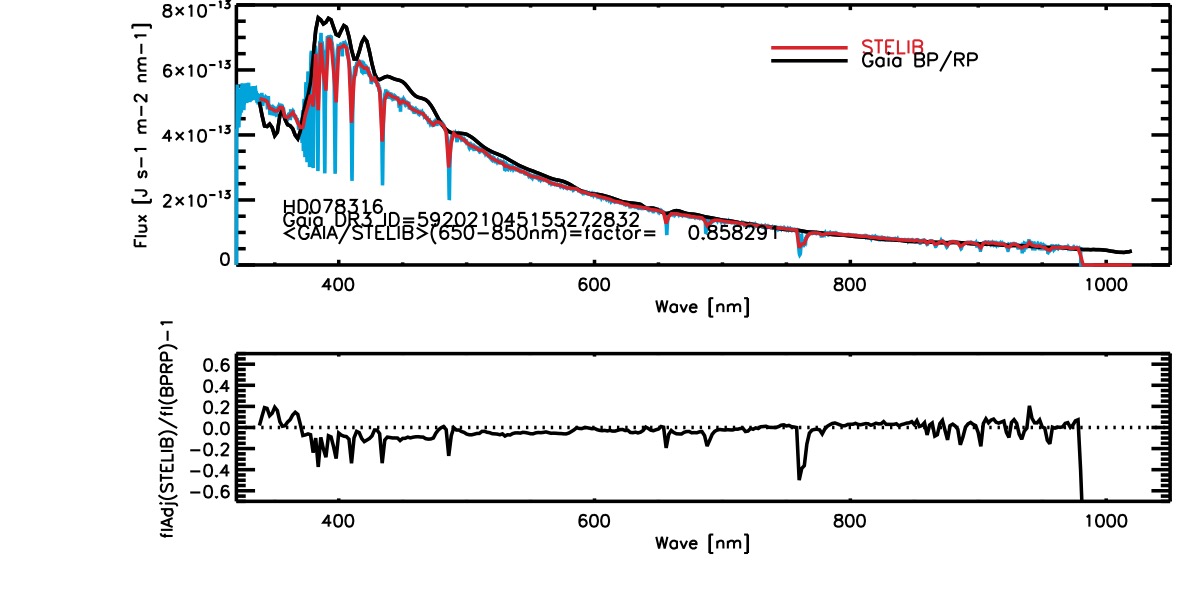 8×10−13
6×10−13
4×10−13
2×10−13
0
Flux [J s−1 m−2 nm−1]
STELIB
Gaia BP/RP
HD078316
Gaia DR3 ID=5920210451155272832
<GAIA/STELIB>(650−850nm)=factor= 0.858291
400 600 800 1000
Wave [nm]
0.6
0.4
0.2
0.0
−0.2
−0.4
−0.6
flAdj(STELIB)/fl(BPRP)−1
400 600 800 1000
Wave [nm]